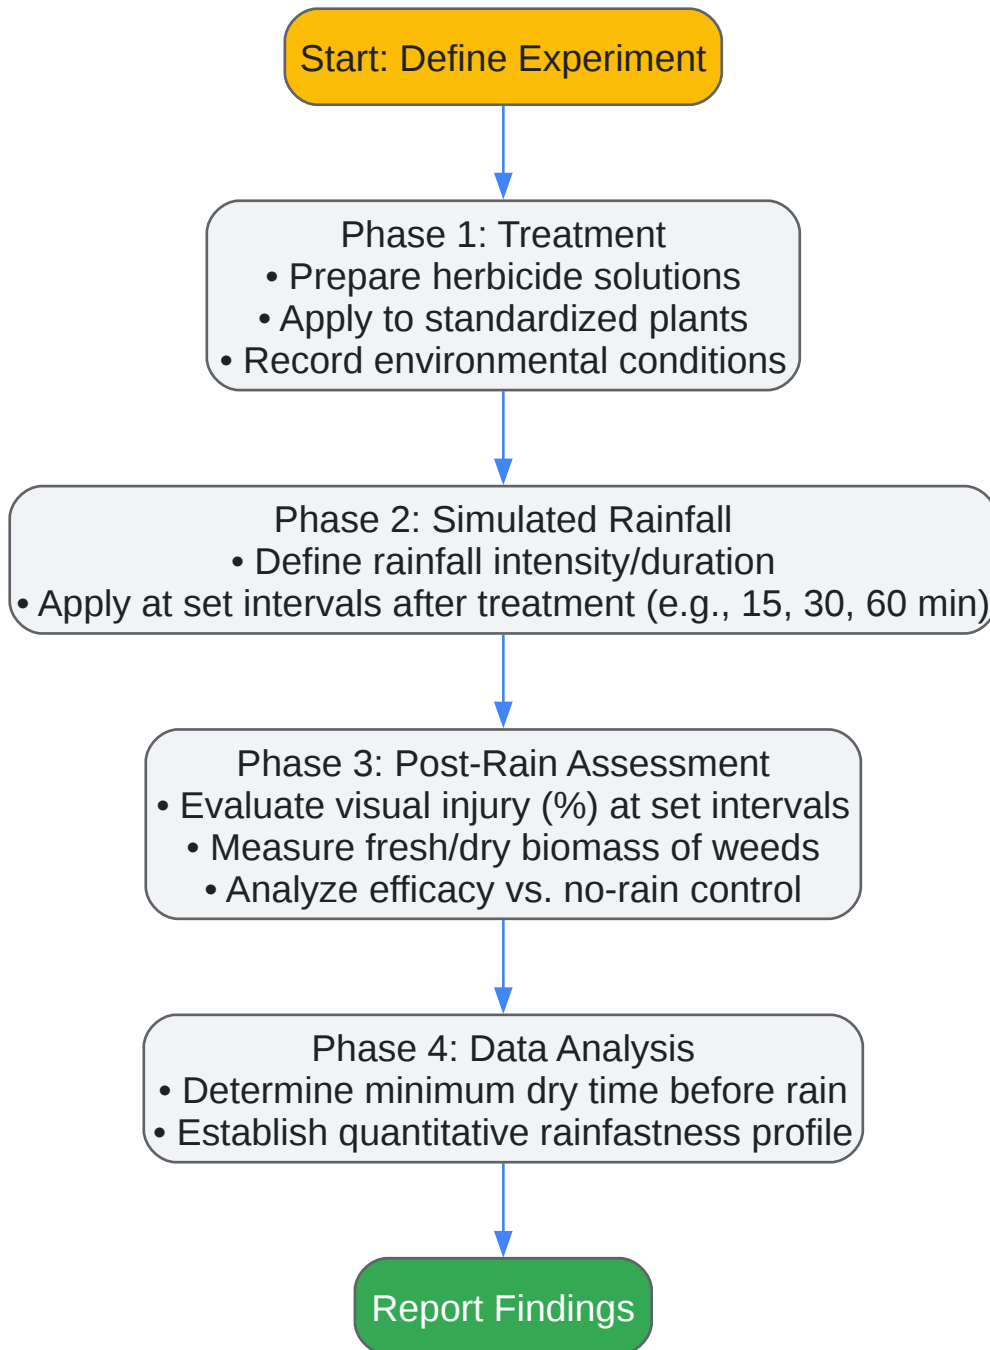 Start: Define Experiment
Phase 1: Treatment
• Prepare herbicide solutions
• Apply to standardized plants
• Record environmental conditions
Phase 2: Simulated Rainfall
• Define rainfall intensity/duration
• Apply at set intervals after treatment (e.g., 15, 30, 60 min)
Phase 3: Post-Rain Assessment
• Evaluate visual injury (%) at set intervals
• Measure fresh/dry biomass of weeds
• Analyze efficacy vs. no-rain control
Phase 4: Data Analysis
• Determine minimum dry time before rain
• Establish quantitative rainfastness profile
Report Findings